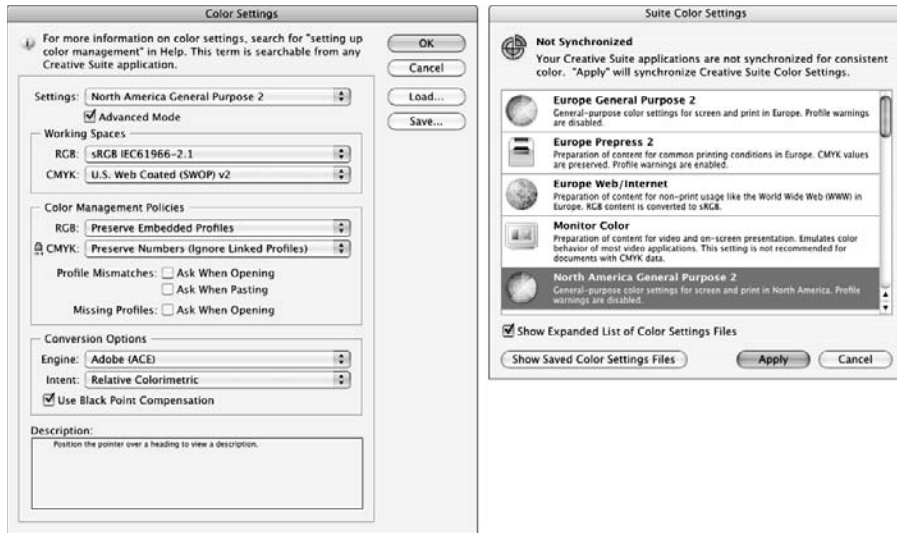 Color Settings
For more information on color settings, search for "setting up
color management" in Help. This term is searchable from any
Creative Suite application.
OK
Cancel
Load...
Save...
Settings: North America General Purpose 2
Advanced Mode
Working Spaces
RGB: sRGB IEC61966-2.1
CMYK: U.S. Web Coated (SWOP) v2
Color Management Policies
RGB: Preserve Embedded Profiles
CMYK: Preserve Numbers (Ignore Linked Profiles)
Profile Mismatches: Ask When Opening
Ask When Pasting
Missing Profiles: Ask When Opening
Conversion Options
Engine: Adobe (ACE)
Intent: Relative Colorimetric
Use Black Point Compensation
Description:
Position the pointer over a heading to view a description.
Suite Color Settings
Not Synchronized
Your Creative Suite applications are not synchronized for consistent
color. "Apply" will synchronize Creative Suite Color Settings.
Europe General Purpose 2
General-purpose color settings for screen and print in Europe. Profile warnings
are disabled.
Europe Prepress 2
Preparation of content for common printing conditions in Europe. CMYK values
are preserved. Profile warnings are enabled.
Europe Web/Internet
Preparation of content for non-print usage like the World Wide Web (WWW) in
Europe. RGB content is converted to sRGB.
Monitor Color
Preparation of content for video and on-screen presentation. Emulates color
behavior of most video applications. This setting is not recommended for
documents with CMYK data.
North America General Purpose 2
General-purpose color settings for screen and print in North America. Profile
warnings are disabled.
Show Expanded List of Color Settings Files
Show Saved Color Settings Files
Apply
Cancel